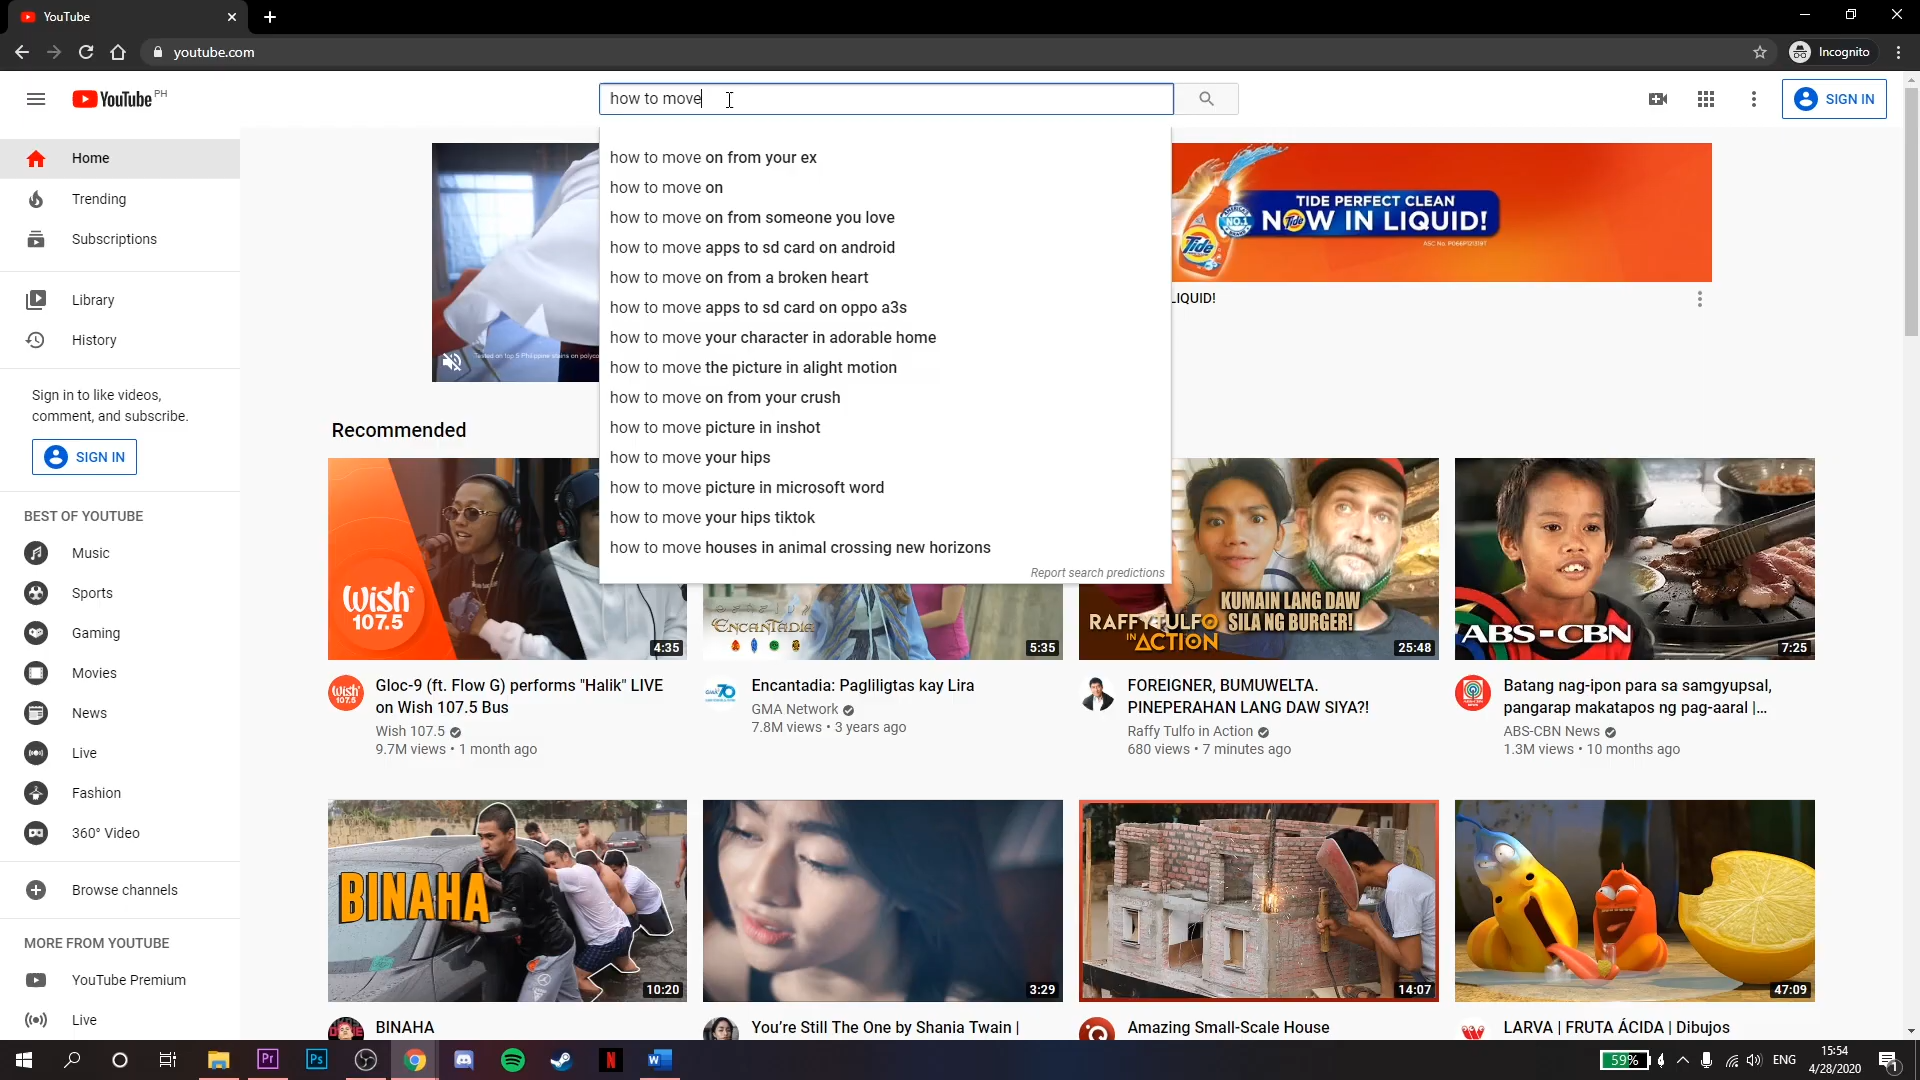 YouTube
youtube.com
Incognito
YouTube PH
how to move
SIGN IN
Home
Trending
Subscriptions
Library
History
Sign in to like videos,
comment, and subscribe.
SIGN IN
BEST OF YOUTUBE
Music
Sports
Gaming
Movies
News
Live
Fashion
360° Video
Browse channels
MORE FROM YOUTUBE
YouTube Premium
Live
how to move on from your ex
how to move on
how to move on from someone you love
how to move apps to sd card on android
how to move on from a broken heart
how to move apps to sd card on oppo a3s
how to move your character in adorable home
how to move the picture in alight motion
how to move on from your crush
how to move picture in inshot
how to move your hips
how to move picture in microsoft word
how to move your hips tiktok
how to move houses in animal crossing new horizons
Report search predictions
TIDE PERFECT CLEAN
NOW IN LIQUID!
Tide
LIQUID!
Recommended
wish
107.5
4:35
Gloc-9 (ft. Flow G) performs "Halik" LIVE
on Wish 107.5 Bus
Wish 107.5
9.7M views • 1 month ago
ENCANTADIA
5:35
Encantadia: Pagliligtas kay Lira
GMA Network
7.8M views • 3 years ago
KUMAIN LANG DAW
SILA NG BURGER!
RAFFY TULFO
IN ACTION
25:48
FOREIGNER, BUMUWELTA.
PINEPERAHAN LANG DAW SIYA?!
Raffy Tulfo in Action
680 views • 7 minutes ago
ABS-CBN
7:25
Batang nag-ipon para sa samgyupsal,
pangarap makatapos ng pag-aaral |...
ABS-CBN News
1.3M views • 10 months ago
BINAHA
10:20
BINAHA
3:29
You’re Still The One by Shania Twain |
14:07
Amazing Small-Scale House
47:09
LARVA | FRUTA ÁCIDA | Dibujos
Pr
Ps
N
W
59%
ENG
15:54
4/28/2020
1